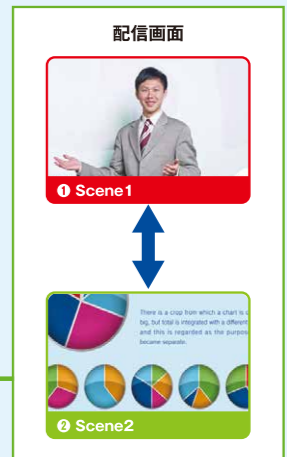 配信画面
❶ Scene1
There is a crop from which a chart is
big, but total is integrated with a different
and this is regarded as the purpose
became separate.
❷ Scene2